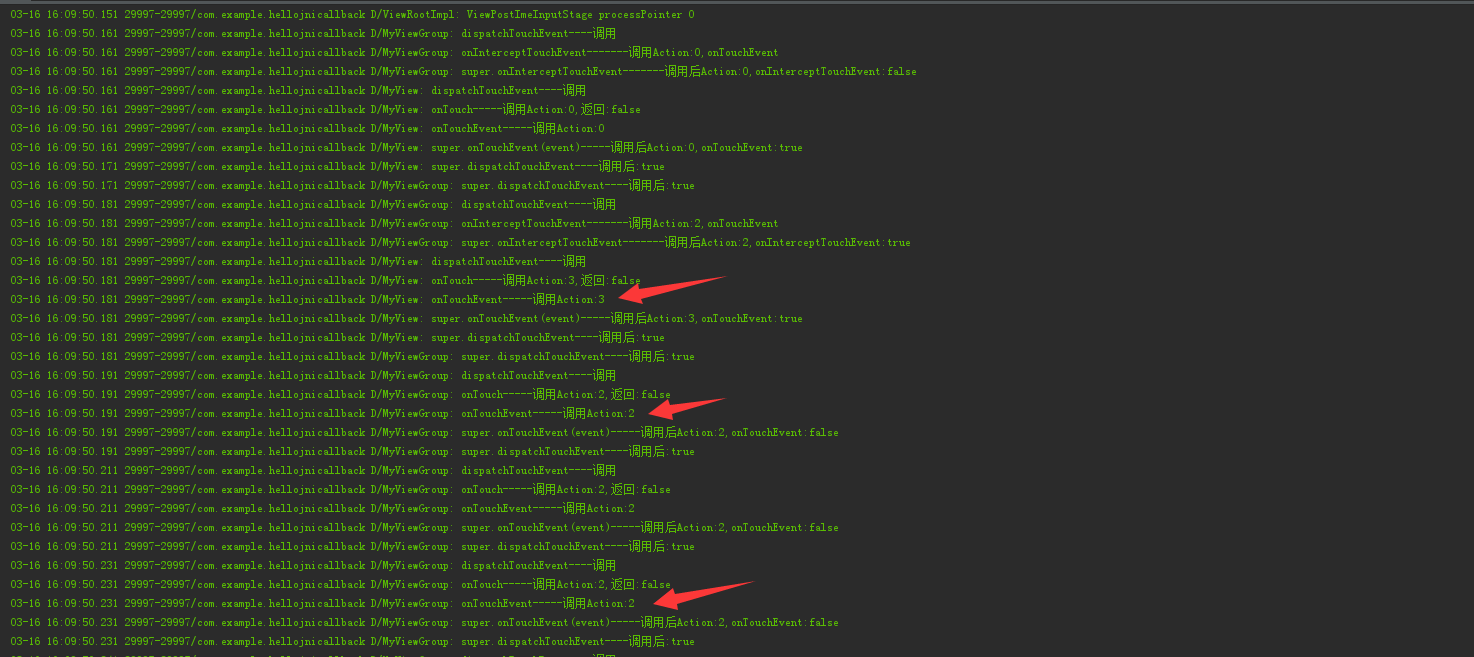 03-16 16:09:50.151 29997-29997/com.example.hellojnicallback D/ViewRootImpl: ViewPostImeInputStage processPointer 0
03-16 16:09:50.161 29997-29997/com.example.hellojnicallback D/MyViewGroup: dispatchTouchEvent----调用
03-16 16:09:50.161 29997-29997/com.example.hellojnicallback D/MyViewGroup: onInterceptTouchEvent-------调用Action:0,onTouchEvent
03-16 16:09:50.161 29997-29997/com.example.hellojnicallback D/MyViewGroup: super.onInterceptTouchEvent-------调用后Action:0,onInterceptTouchEvent:false
03-16 16:09:50.161 29997-29997/com.example.hellojnicallback D/MyView: dispatchTouchEvent----调用
03-16 16:09:50.161 29997-29997/com.example.hellojnicallback D/MyView: onTouch-----调用Action:0,返回:false
03-16 16:09:50.161 29997-29997/com.example.hellojnicallback D/MyView: onTouchEvent-----调用Action:0
03-16 16:09:50.161 29997-29997/com.example.hellojnicallback D/MyView: super.onTouchEvent(event)-----调用后Action:0,onTouchEvent:true
03-16 16:09:50.171 29997-29997/com.example.hellojnicallback D/MyView: super.dispatchTouchEvent----调用后:true
03-16 16:09:50.171 29997-29997/com.example.hellojnicallback D/MyViewGroup: super.dispatchTouchEvent----调用后:true
03-16 16:09:50.181 29997-29997/com.example.hellojnicallback D/MyViewGroup: dispatchTouchEvent----调用
03-16 16:09:50.181 29997-29997/com.example.hellojnicallback D/MyViewGroup: onInterceptTouchEvent-------调用Action:2,onTouchEvent
03-16 16:09:50.181 29997-29997/com.example.hellojnicallback D/MyViewGroup: super.onInterceptTouchEvent-------调用后Action:2,onInterceptTouchEvent:true
03-16 16:09:50.181 29997-29997/com.example.hellojnicallback D/MyView: dispatchTouchEvent----调用
03-16 16:09:50.181 29997-29997/com.example.hellojnicallback D/MyView: onTouch-----调用Action:3,返回:false
03-16 16:09:50.181 29997-29997/com.example.hellojnicallback D/MyView: onTouchEvent-----调用Action:3
03-16 16:09:50.181 29997-29997/com.example.hellojnicallback D/MyView: super.onTouchEvent(event)-----调用后Action:3,onTouchEvent:true
03-16 16:09:50.181 29997-29997/com.example.hellojnicallback D/MyView: super.dispatchTouchEvent----调用后:true
03-16 16:09:50.181 29997-29997/com.example.hellojnicallback D/MyViewGroup: super.dispatchTouchEvent----调用后:true
03-16 16:09:50.191 29997-29997/com.example.hellojnicallback D/MyViewGroup: dispatchTouchEvent----调用
03-16 16:09:50.191 29997-29997/com.example.hellojnicallback D/MyViewGroup: onTouch-----调用Action:2,返回:false
03-16 16:09:50.191 29997-29997/com.example.hellojnicallback D/MyViewGroup: onTouchEvent-----调用Action:2
03-16 16:09:50.191 29997-29997/com.example.hellojnicallback D/MyViewGroup: super.onTouchEvent(event)-----调用后Action:2,onTouchEvent:false
03-16 16:09:50.191 29997-29997/com.example.hellojnicallback D/MyViewGroup: super.dispatchTouchEvent----调用后:true
03-16 16:09:50.211 29997-29997/com.example.hellojnicallback D/MyViewGroup: dispatchTouchEvent----调用
03-16 16:09:50.211 29997-29997/com.example.hellojnicallback D/MyViewGroup: onTouch-----调用Action:2,返回:false
03-16 16:09:50.211 29997-29997/com.example.hellojnicallback D/MyViewGroup: onTouchEvent-----调用Action:2
03-16 16:09:50.211 29997-29997/com.example.hellojnicallback D/MyViewGroup: super.onTouchEvent(event)-----调用后Action:2,onTouchEvent:false
03-16 16:09:50.211 29997-29997/com.example.hellojnicallback D/MyViewGroup: super.dispatchTouchEvent----调用后:true
03-16 16:09:50.231 29997-29997/com.example.hellojnicallback D/MyViewGroup: dispatchTouchEvent----调用
03-16 16:09:50.231 29997-29997/com.example.hellojnicallback D/MyViewGroup: onTouch-----调用Action:2,返回:false
03-16 16:09:50.231 29997-29997/com.example.hellojnicallback D/MyViewGroup: onTouchEvent-----调用Action:2
03-16 16:09:50.231 29997-29997/com.example.hellojnicallback D/MyViewGroup: super.onTouchEvent(event)-----调用后Action:2,onTouchEvent:false
03-16 16:09:50.231 29997-29997/com.example.hellojnicallback D/MyViewGroup: super.dispatchTouchEvent----调用后:true